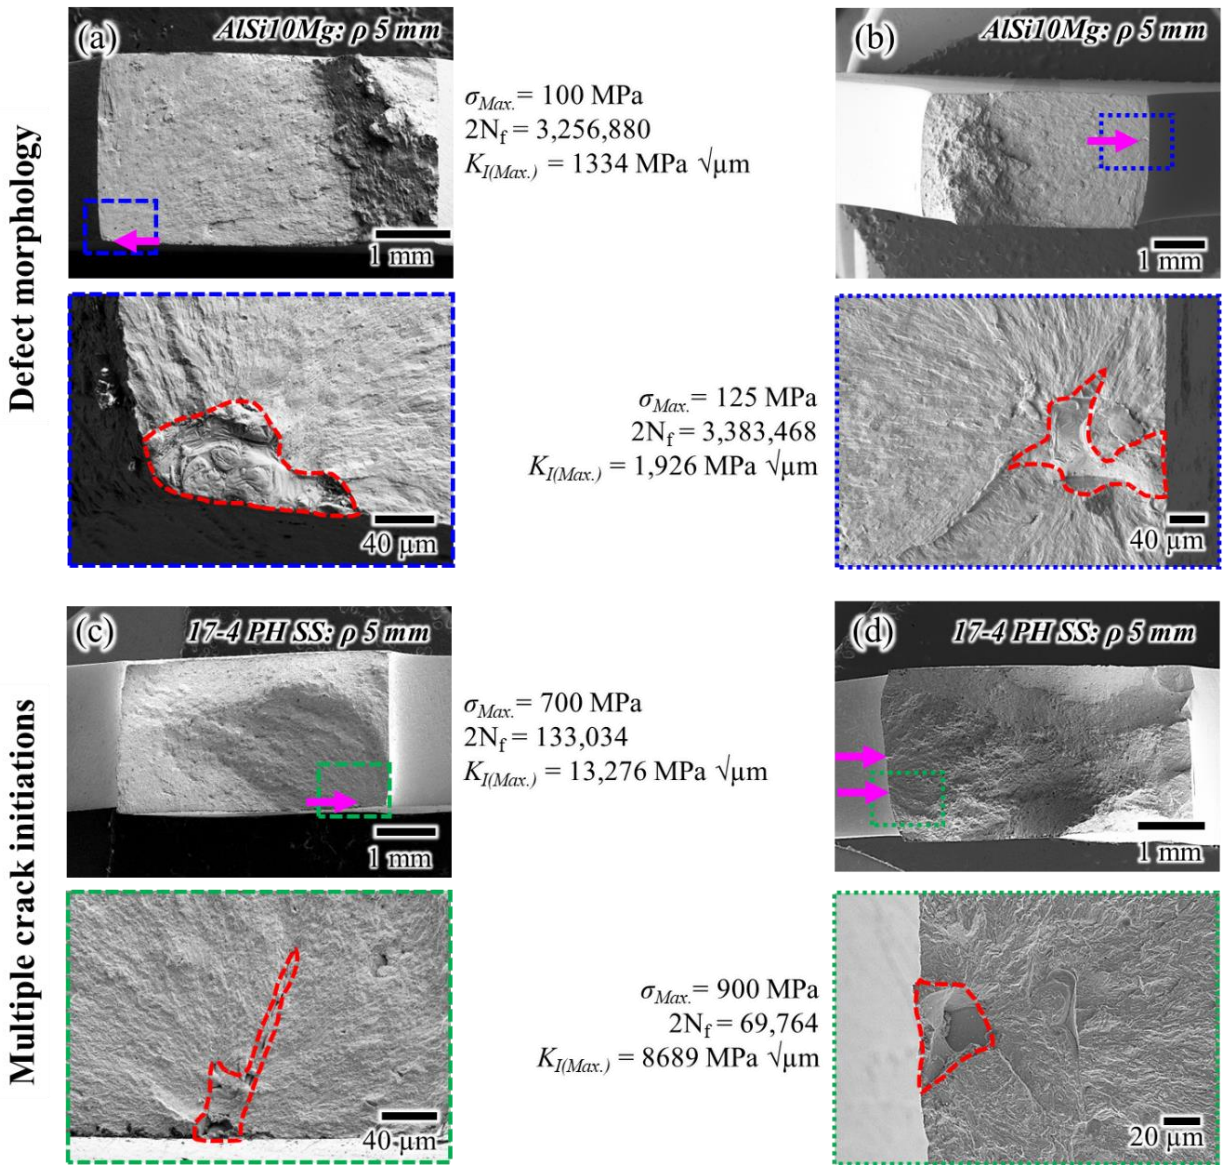 Defect morphology
(a)
AlSi10Mg: ρ 5 mm
1 mm
σMax.= 100 MPa
2Nf = 3,256,880
KI(Max.) = 1334 MPa √µm
(b)
AlSi10Mg: ρ 5 mm
1 mm
40 µm
σMax.= 125 MPa
2Nf = 3,383,468
KI(Max.) = 1,926 MPa √µm
40 µm
Multiple crack initiations
(c)
17-4 PH SS: ρ 5 mm
1 mm
σMax.= 700 MPa
2Nf = 133,034
KI(Max.) = 13,276 MPa √µm
(d)
17-4 PH SS: ρ 5 mm
1 mm
40 µm
σMax.= 900 MPa
2Nf = 69,764
KI(Max.) = 8689 MPa √µm
20 µm